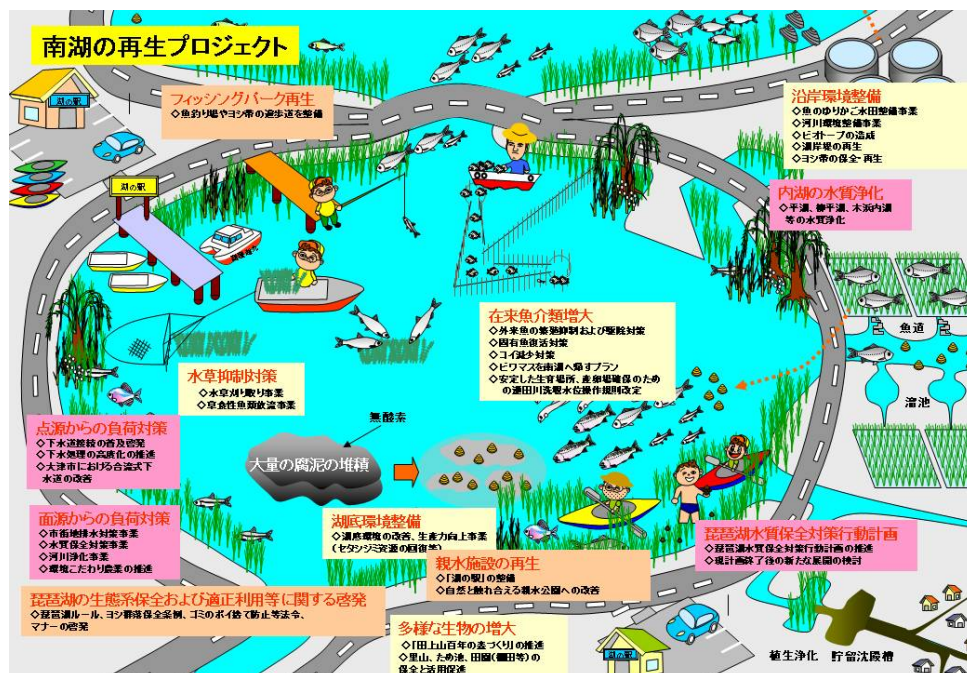 南湖の再生プロジェクト
湖の駅
フィッシングパーク再生
◇魚釣り場やヨシ帯の遊歩道を整備
沿岸環境整備
◇魚のゆりかご水田整備事業
◇河川環境整備事業
◇ビオトープの造成
◇湖岸堤の再生
◇ヨシ帯の保全・再生
湖の駅
内湖の水質浄化
◇平湖、柳平湖、木浜内湖
等の水質浄化
在来魚介類増大
◇外来魚の繁殖抑制および駆除対策
◇固有魚復活対策
◇コイ減少対策
◇ビワマスを南湖へ帰すプラン
◇安定した生育場所、産卵場確保のため
の瀬田川洗堰水位操作規則改定
魚道
溜池
水草抑制対策
◇水草刈り取り事業
◇草食性魚類放流事業
無酸素
大量の腐泥の堆積
点源からの負荷対策
◇下水道接続の普及啓発
◇下水処理の高度化の推進
◇大津市における合流式下
水道の改善
面源からの負荷対策
◇市街地排水対策事業
◇水質保全対策事業
◇河川浄化事業
◇環境こだわり農業の推進
湖底環境整備
◇湖底環境の改善、生産力向上事業
(セタシジミ資源の回復等)
親水施設の再生
◇「湖の駅」の整備
◇自然と触れ合える親水公園への改善
琵琶湖水質保全対策行動計画
◇琵琶湖水質保全対策行動計画の推進
◇現計画終了後の新たな展開の検討
琵琶湖の生態系保全および適正利用等に関する啓発
◇琵琶湖ルール、ヨシ群落保全条例、ゴミのポイ捨て防止等法令、
マナーの啓発
多様な生物の増大
◇「田上山百年の森づくり」の推進
◇里山、ため池、田園(棚田等)の
保全と活用促進
湖の駅
植生浄化 貯留沈殿槽